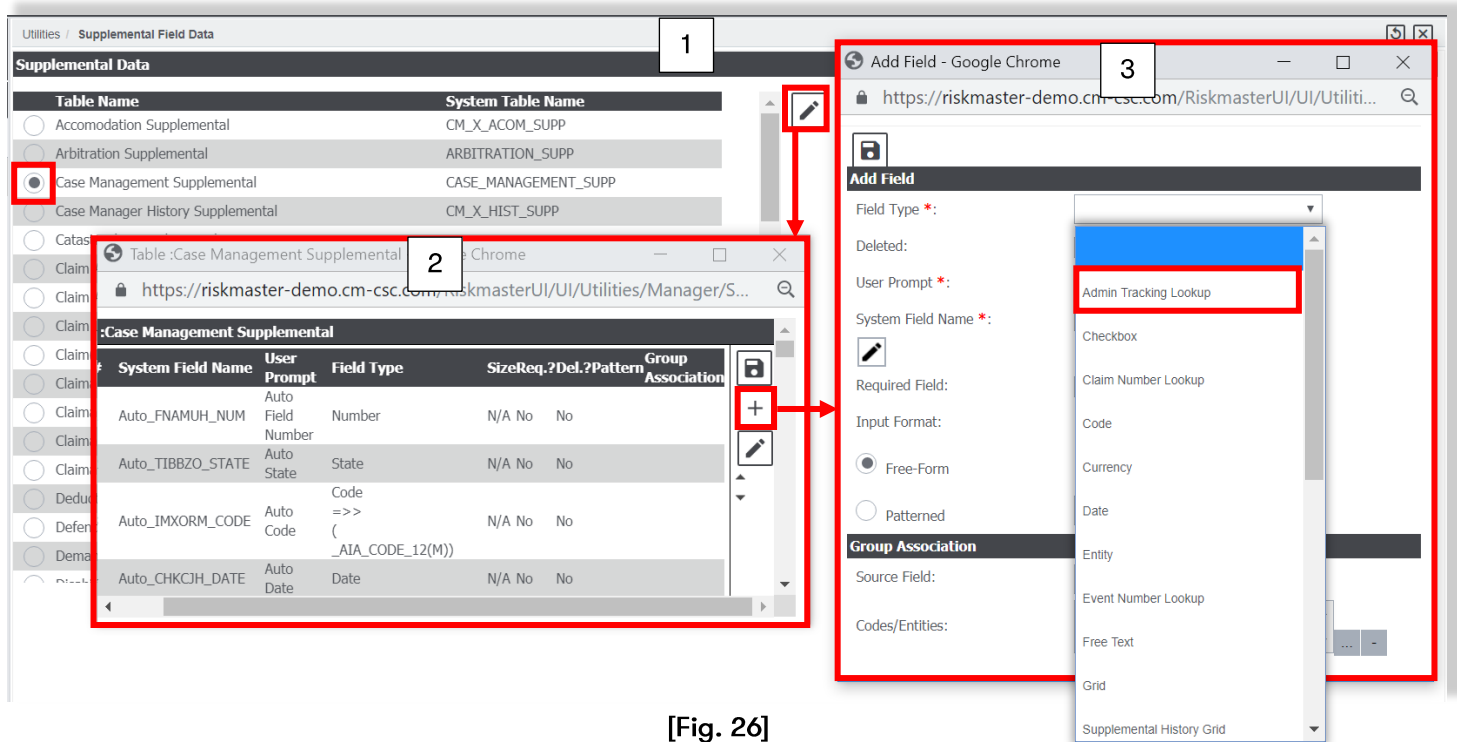 Utilities / Supplemental Field Data
1
Supplemental Data
Table Name System Table Name
Accomodation Supplemental CM_X_ACOM_SUPP
Arbitration Supplemental ARBITRATION_SUPP
Case Management Supplemental CASE_MANAGEMENT_SUPP
Case Manager History Supplemental CM_X_HIST_SUPP
Claim
Claim
Claim
Claim
Claim
Claim
Claim
Claim
2
Table :Case Management Supplemental Chrome
https://riskmaster-demo.cm-csc.com/RiskmasterUI/UI/Utilities/Manager/S...
:Case Management Supplemental
System Field Name User Prompt Field Type Size Req.? Del.? Pattern Group Association
Auto_FNAMUH_NUM Auto Field Number Number N/A No No
Auto_TIBBZO_STATE Auto State State N/A No No
Auto_IMXORM_CODE Auto Code Code =>> ( _AIA_CODE_12(M)) N/A No No
Auto_CHKCJH_DATE Auto Date Date N/A No No
+
3
Add Field - Google Chrome
https://riskmaster-demo.cm-csc.com/RiskmasterUI/UI/Utiliti...
Add Field
Field Type *:
Deleted:
User Prompt *:
System Field Name *:
Required Field:
Input Format:
Free-Form
Patterned
Group Association
Source Field:
Codes/Entities:
... -
Admin Tracking Lookup
Checkbox
Claim Number Lookup
Code
Currency
Date
Entity
Event Number Lookup
Free Text
Grid
Supplemental History Grid
[Fig. 26]